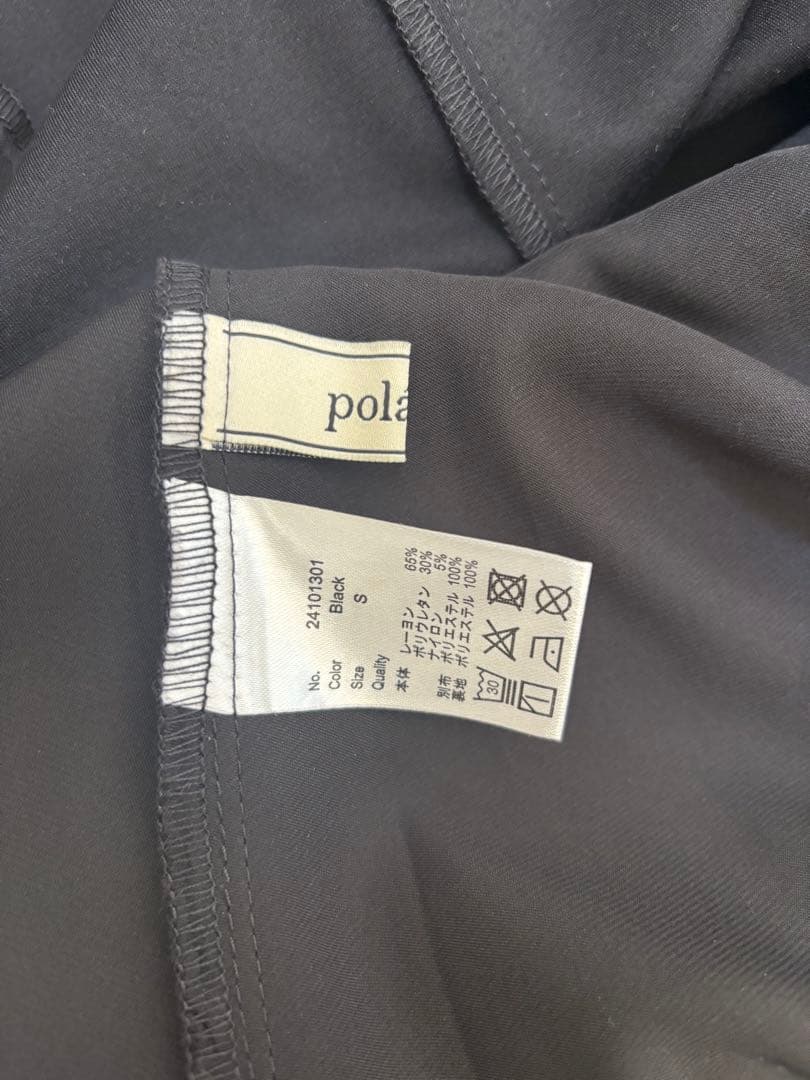 polá
No. 24101301
Color Black
Size S
Quality
本体 レーヨン 65%
ポリウレタン 30%
ナイロン 5%
別布 ポリエステル 100%
裏地 ポリエステル 100%
30